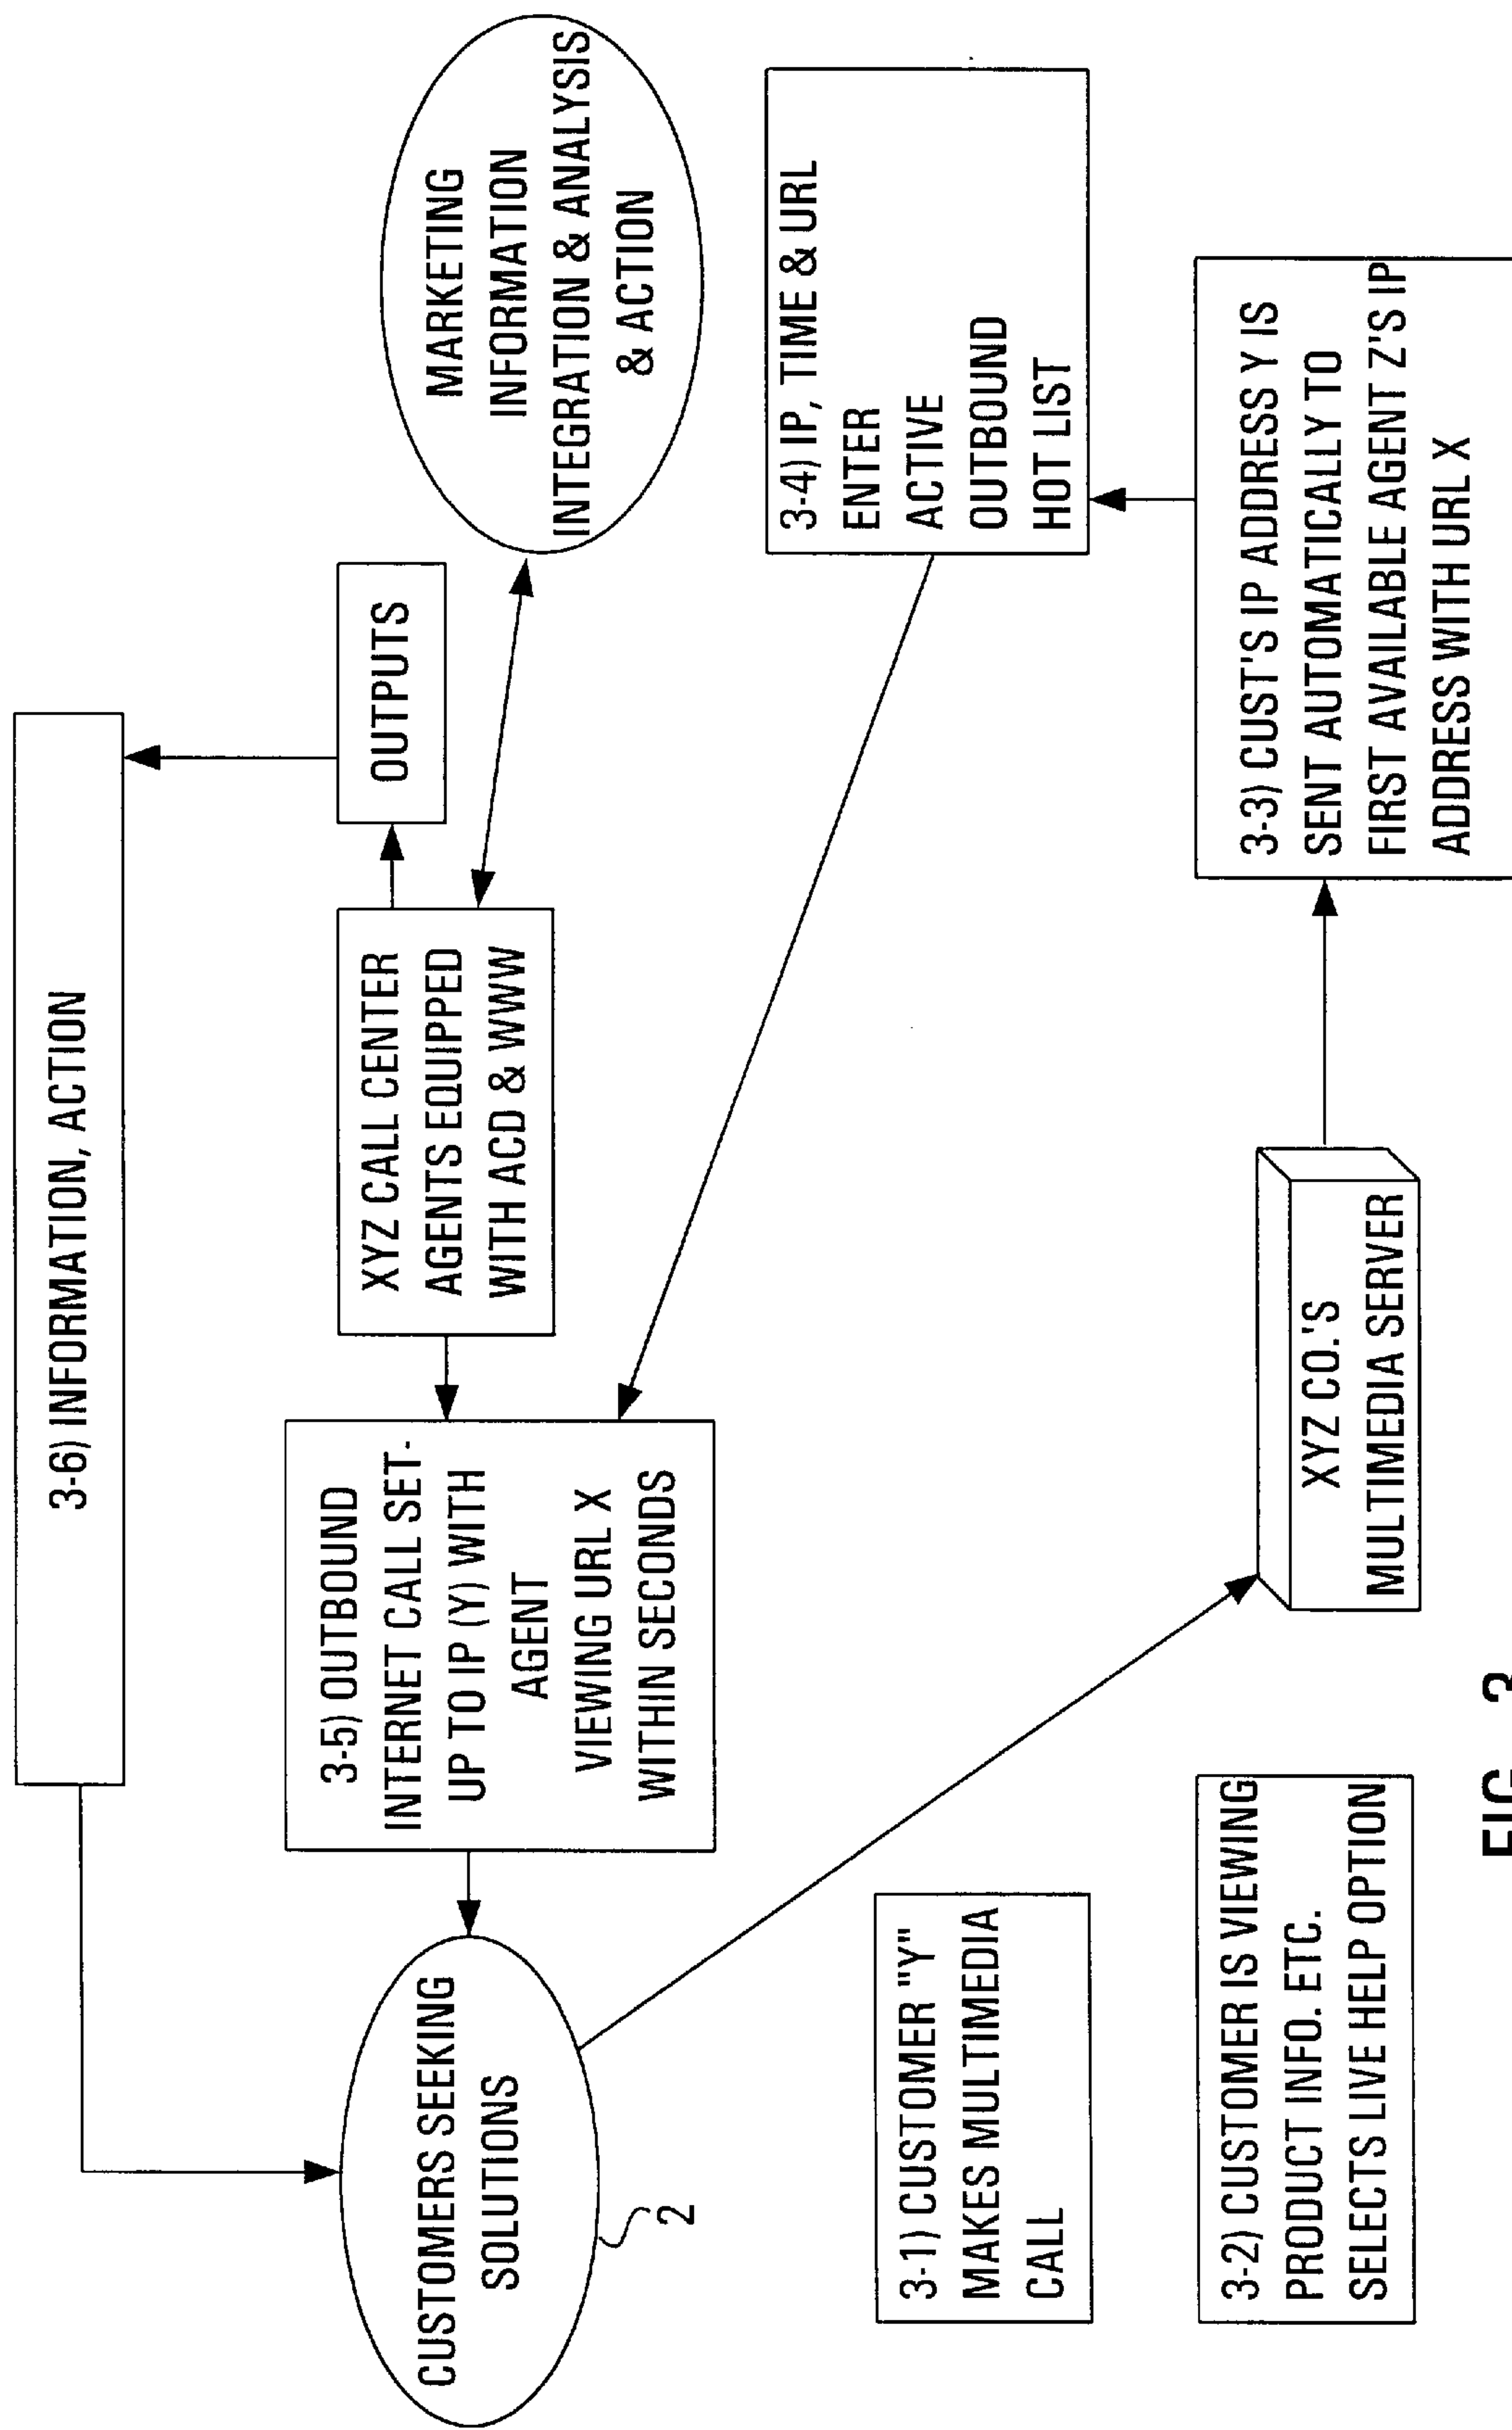 3-6) INFORMATION, ACTION
CUSTOMERS SEEKING
SOLUTIONS
2
3-5) OUTBOUND
INTERNET CALL SET-
UP TO IP (Y) WITH
AGENT
VIEWING URL X
WITHIN SECONDS
XYZ CALL CENTER
AGENTS EQUIPPED
WITH ACD & WWW
OUTPUTS
MARKETING
INFORMATION
INTEGRATION & ANALYSIS
& ACTION
3-1) CUSTOMER "Y"
MAKES MULTIMEDIA
CALL
3-4) IP, TIME & URL
ENTER
ACTIVE
OUTBOUND
HOT LIST
3-2) CUSTOMER IS VIEWING
PRODUCT INFO. ETC.
SELECTS LIVE HELP OPTION
XYZ CO.'S
MULTIMEDIA SERVER
3-3) CUST'S IP ADDRESS Y IS
SENT AUTOMATICALLY TO
FIRST AVAILABLE AGENT Z'S IP
ADDRESS WITH URL X
FIG. 3